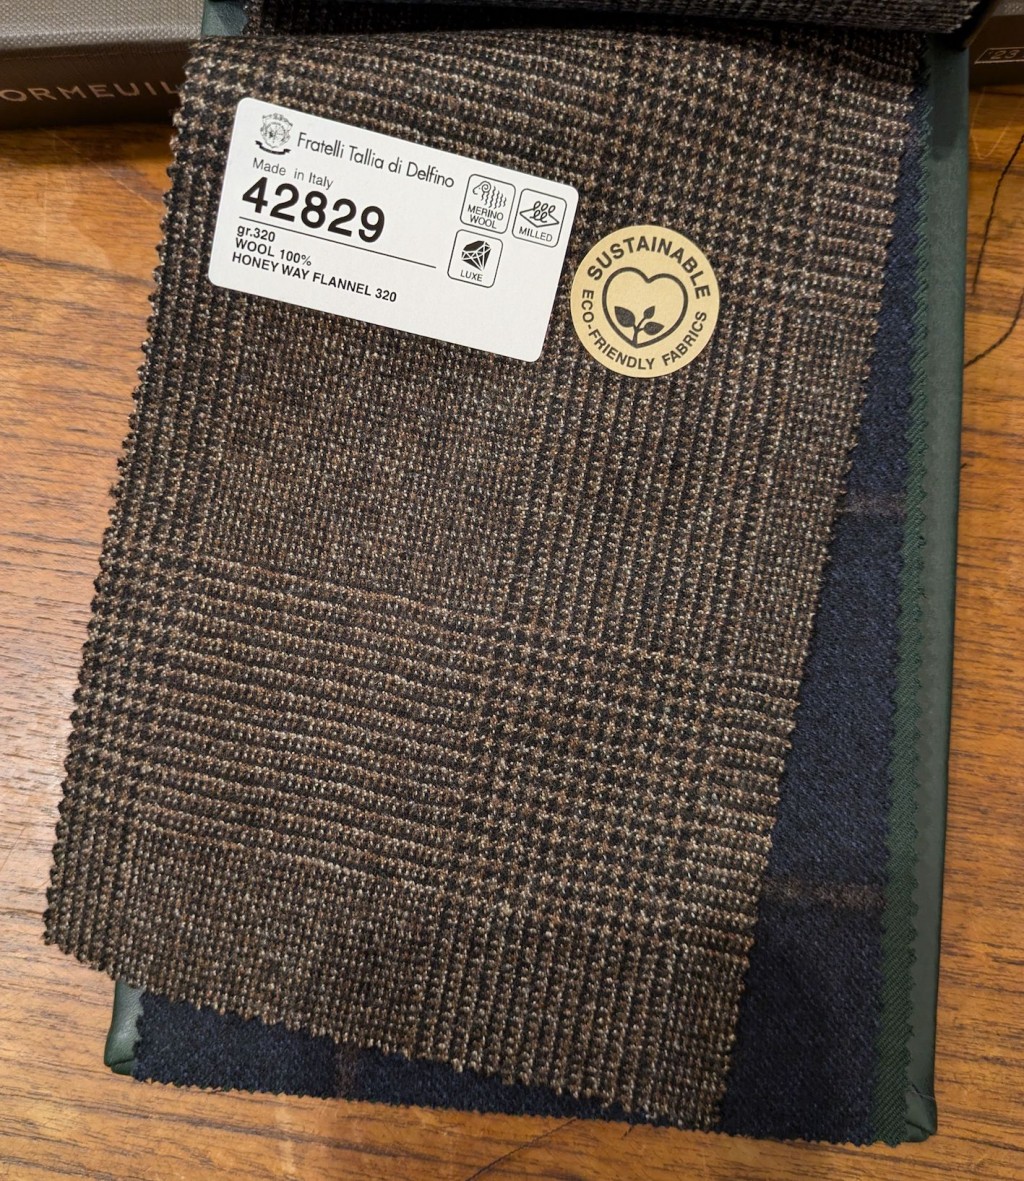 ORMEUIL
23
Fratelli Tallia di Delfino
Made in Italy
42829
gr.320
WOOL 100%
HONEY WAY FLANNEL 320
MERINO
WOOL
MILLED
LUXE
SUSTAINABLE
ECO-FRIENDLY FABRICS